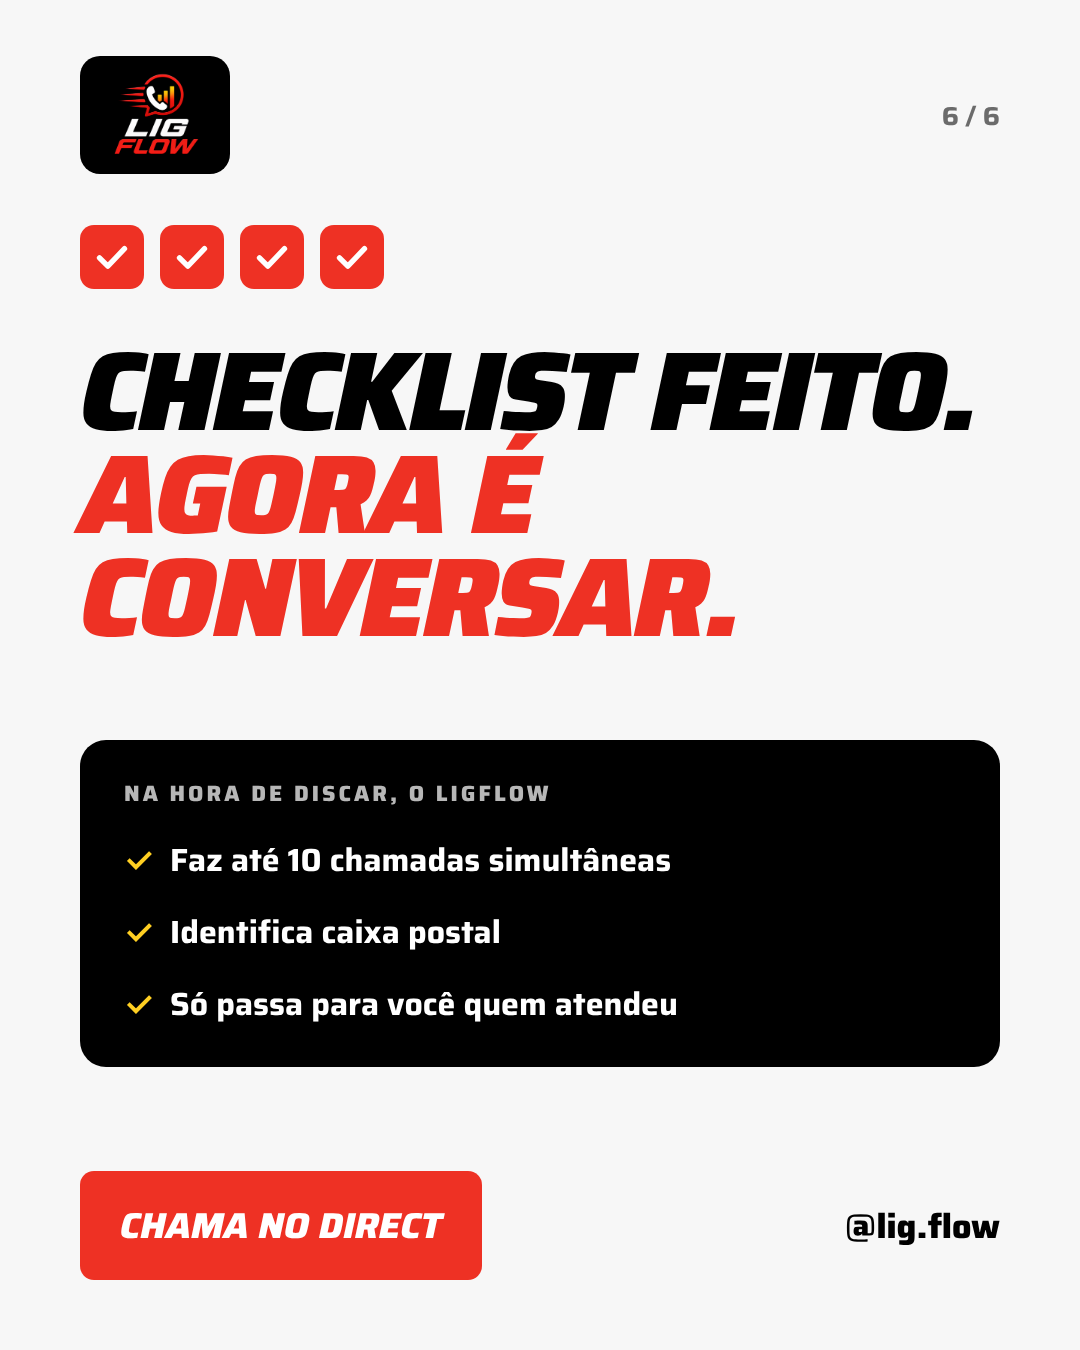 LIG
FLOW
6 / 6
CHECKLIST FEITO.
AGORA É
CONVERSAR.
NA HORA DE DISCAR, O LIGFLOW
Faz até 10 chamadas simultâneas
Identifica caixa postal
Só passa para você quem atendeu
CHAMA NO DIRECT
@lig.flow